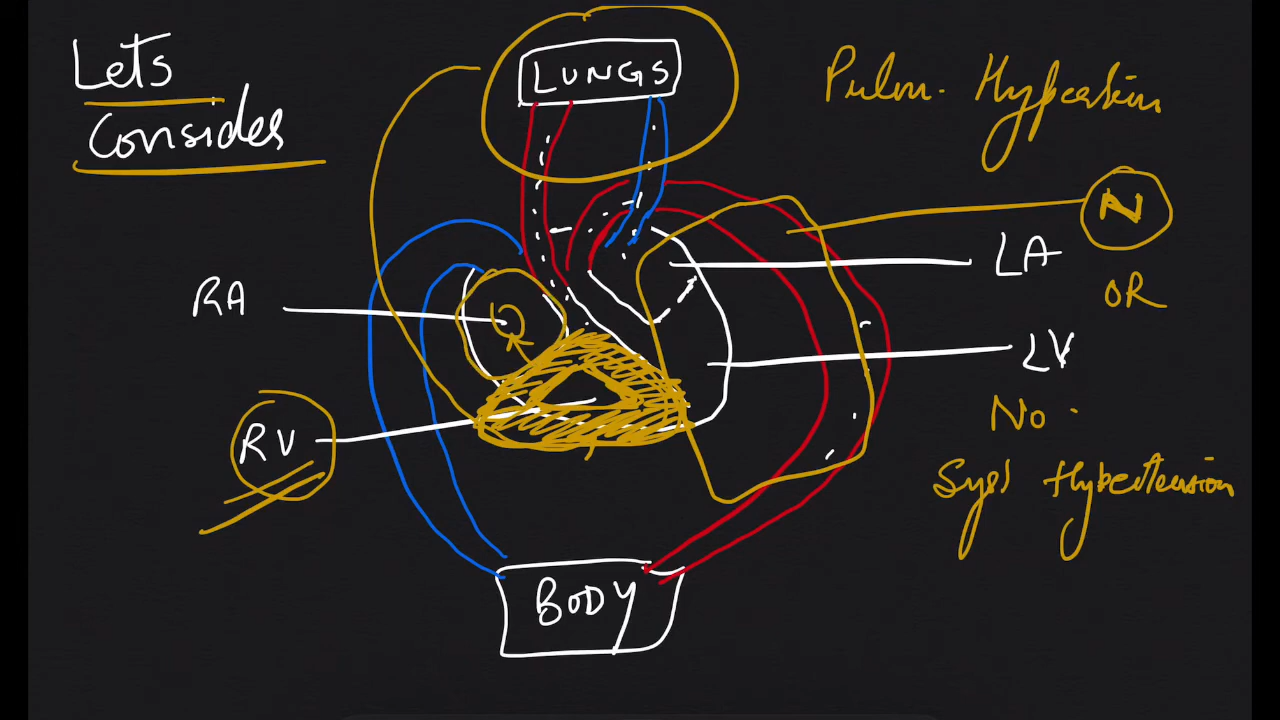 Lets
Consider
LUNGS
Pulm. Hypertension
N
LA
OR
RA
LV
No.
RV
Syst Hypertension
BODY